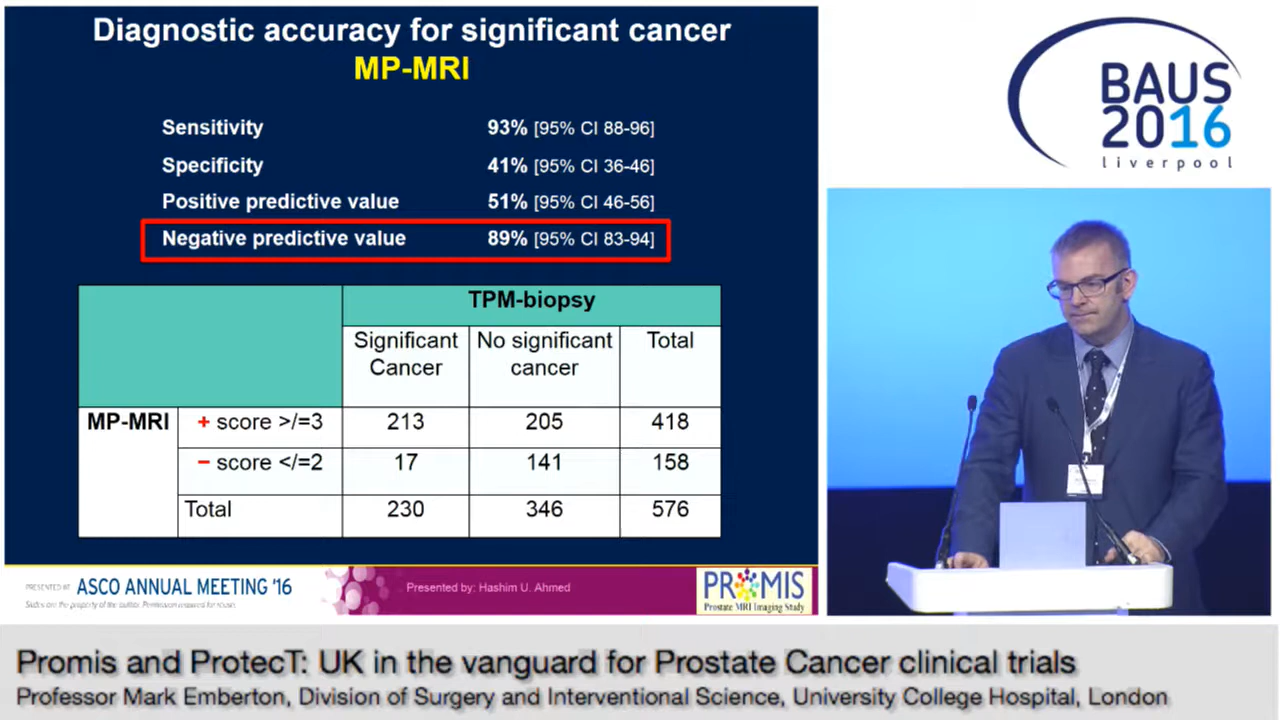 Diagnostic accuracy for significant cancer
MP-MRI
Sensitivity 93% [95% CI 88-96]
Specificity 41% [95% CI 36-46]
Positive predictive value 51% [95% CI 46-56]
Negative predictive value 89% [95% CI 83-94]
TPM-biopsy
Significant Cancer No significant cancer Total
MP-MRI + score >/=3 213 205 418
− score </=2 17 141 158
Total 230 346 576
PRESENTED AT: ASCO ANNUAL MEETING '16
Slides are the property of the author. Permission required for reuse.
Presented by: Hashim U. Ahmed
PROMIS
Prostate MRI Imaging Study
BAUS
2016
liverpool
Promis and ProtecT: UK in the vanguard for Prostate Cancer clinical trials
Professor Mark Emberton, Division of Surgery and Interventional Science, University College Hospital, London